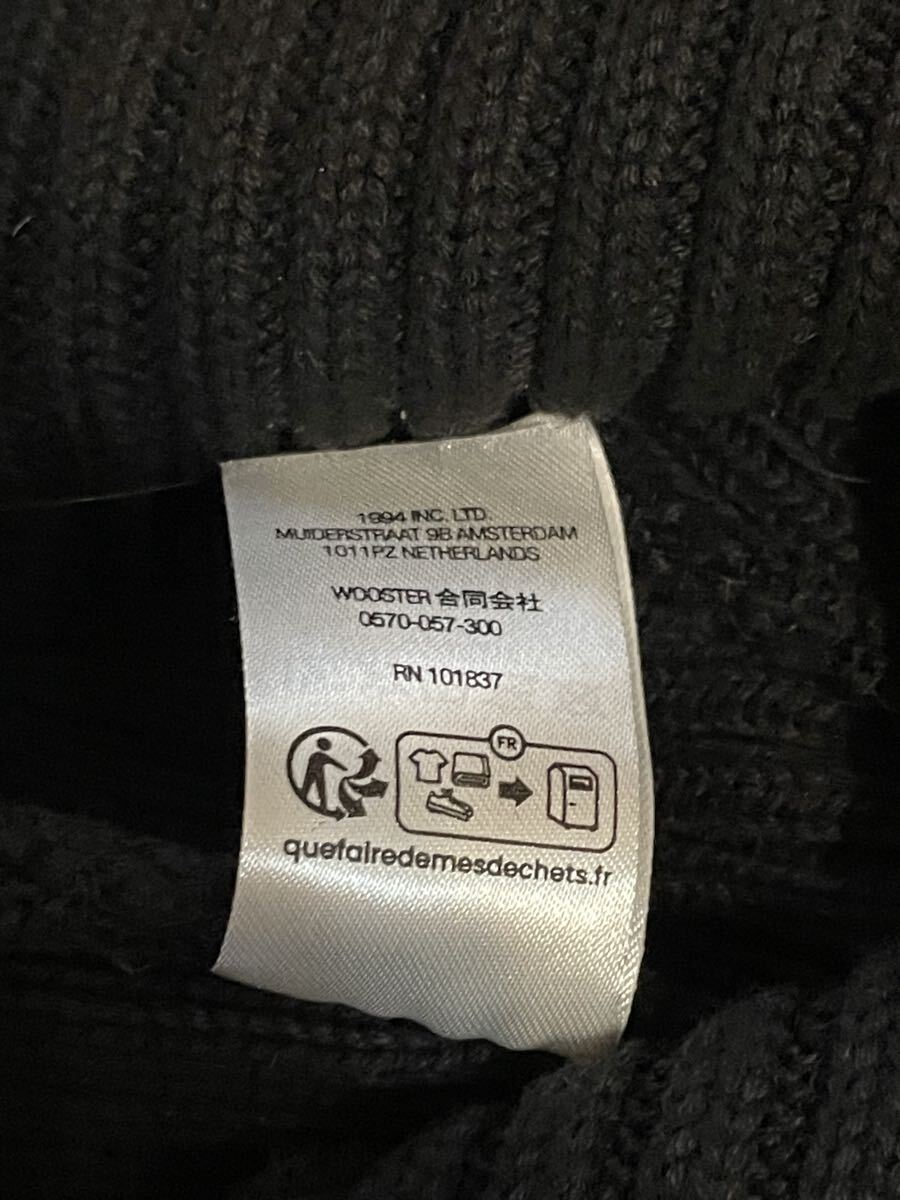 1994 INC. LTD.
MUIDERSTRAAT 9B AMSTERDAM
1011PZ NETHERLANDS
WOOSTER 合同会社
0570-057-300
RN 101837
FR
quefairedemesdechets.fr